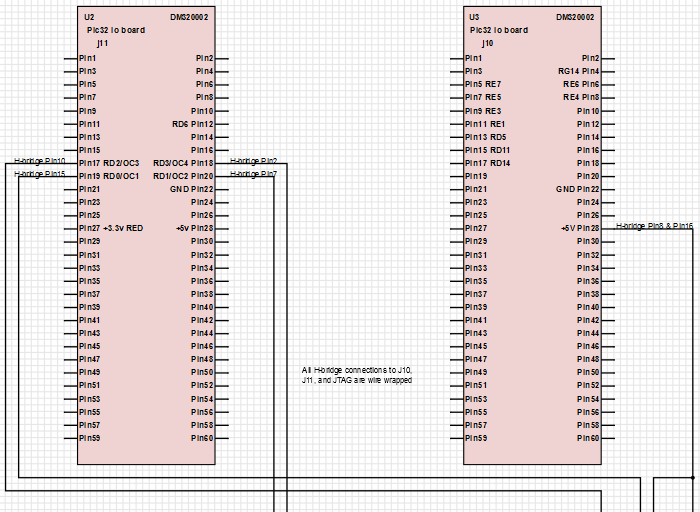 U2 DMS20002
Pic32 Io board
j11
Pin1 Pin2
Pin3 Pin4
Pin5 Pin6
Pin7 Pin8
Pin9 Pin10
Pin11 RD6 Pin12
Pin13 Pin14
Pin15 Pin16
H-bridge Pin10 Pin17 RD2/OC3 RD3/OC4 Pin18 H-bridge Pin2
H-bridge Pin15 Pin19 RD0/OC1 RD1/OC2 Pin20 H-bridge Pin7
Pin21 GND Pin22
Pin23 Pin24
Pin25 Pin26
Pin27 +3.3v RED +5v Pin28
Pin29 Pin30
Pin31 Pin32
Pin33 Pin34
Pin35 Pin36
Pin37 Pin38
Pin39 Pin40
Pin41 Pin42
Pin43 Pin44
Pin45 Pin46
Pin47 Pin48
Pin49 Pin50
Pin51 Pin52
Pin53 Pin54
Pin55 Pin56
Pin57 Pin58
Pin59 Pin60
All H-bridge connections to J10,
J11, and JTAG are wire wrapped
U3 DMS20002
Pic32 Io board
j10
Pin1 Pin2
Pin3 RG14 Pin4
Pin5 RE7 RE6 Pin6
Pin7 RE5 RE4 Pin8
Pin9 RE3 Pin10
Pin11 RE1 Pin12
Pin13 RD5 Pin14
Pin15 RD11 Pin16
Pin17 RD14 Pin18
Pin19 Pin20
Pin21 GND Pin22
Pin23 Pin24
Pin25 Pin26
Pin27 +5V Pin28 H-bridge Pin8 & Pin16
Pin29 Pin30
Pin31 Pin32
Pin33 Pin34
Pin35 Pin36
Pin37 Pin38
Pin39 Pin40
Pin41 Pin42
Pin43 Pin44
Pin45 Pin46
Pin47 Pin48
Pin49 Pin50
Pin51 Pin52
Pin53 Pin54
Pin55 Pin56
Pin57 Pin58
Pin59 Pin60